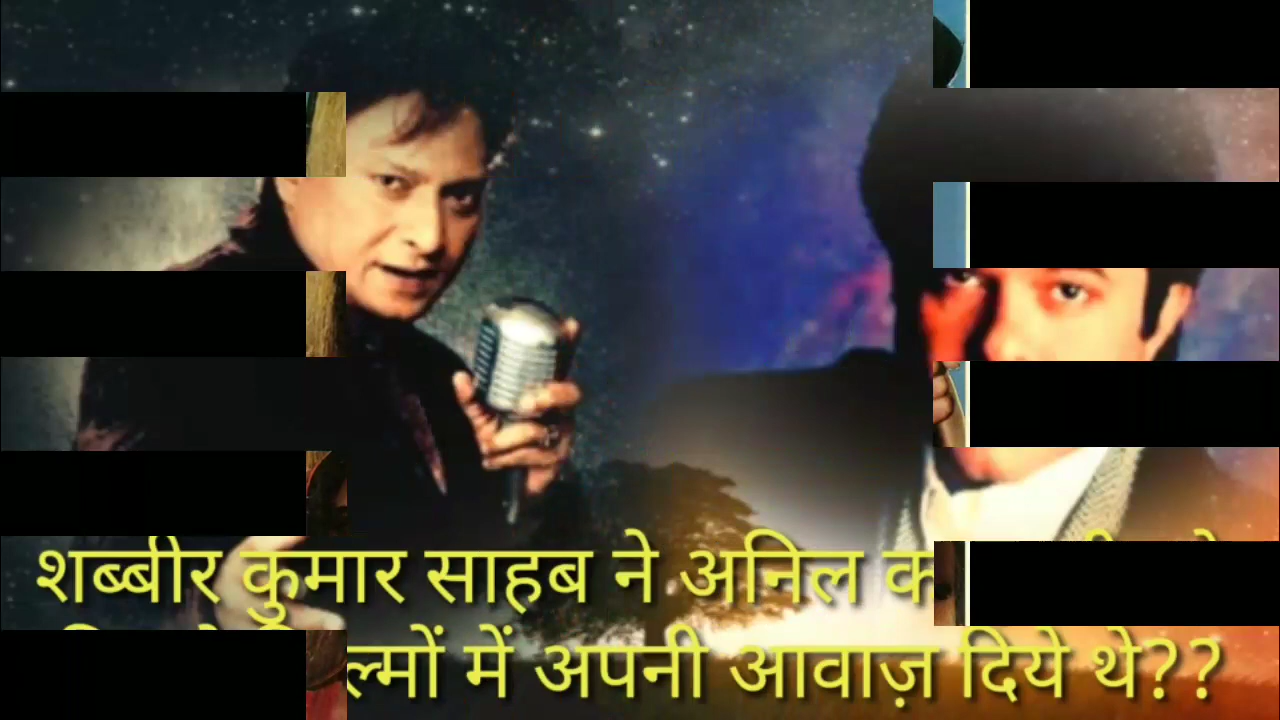 शब्बीर कुमार साहब ने अनिल
ल्मों में अपनी आवाज़ दिये थे??